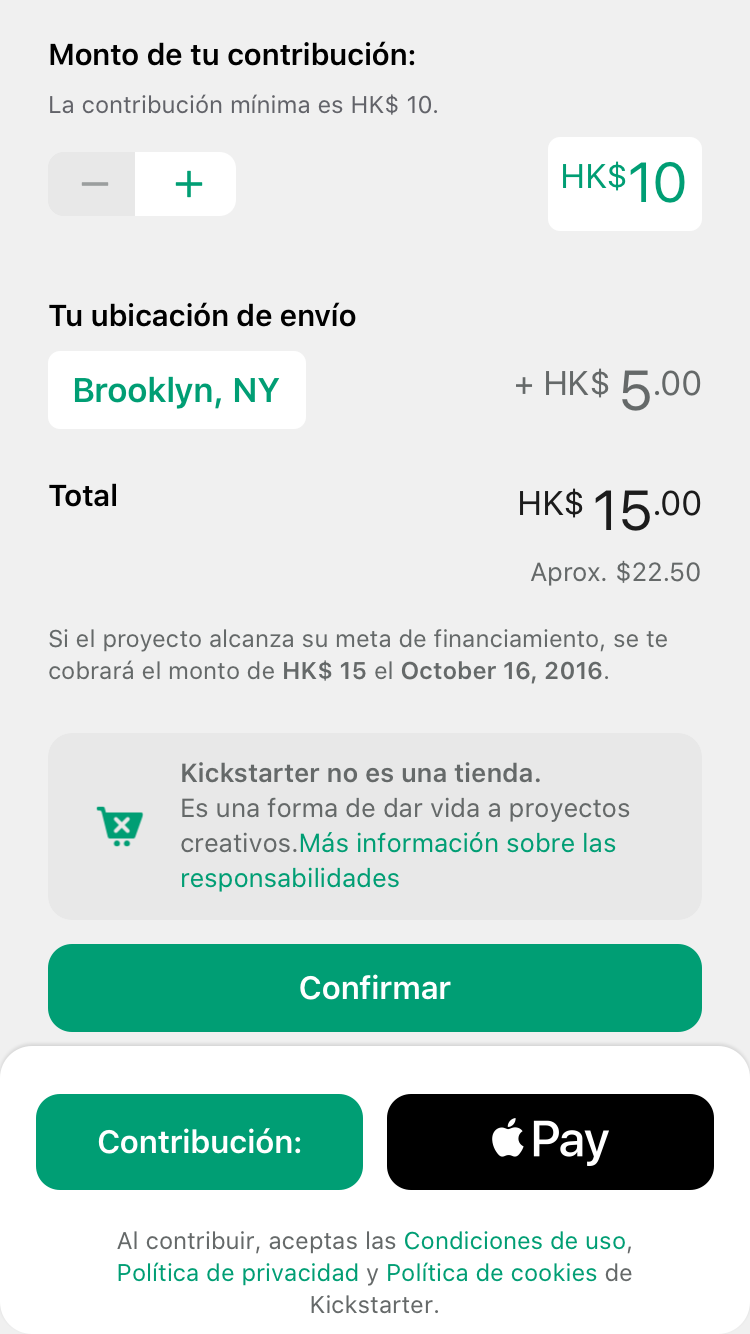 Monto de tu contribución:
La contribución mínima es HK$ 10.
HK$10
Tu ubicación de envío
Brooklyn, NY
+ HK$ 5.00
Total
HK$ 15.00
Aprox. $22.50
Si el proyecto alcanza su meta de financiamiento, se te
cobrará el monto de HK$ 15 el October 16, 2016.
Kickstarter no es una tienda.
Es una forma de dar vida a proyectos
creativos.Más información sobre las
responsabilidades
Confirmar
Contribución:
Pay
Al contribuir, aceptas las Condiciones de uso,
Política de privacidad y Política de cookies de
Kickstarter.